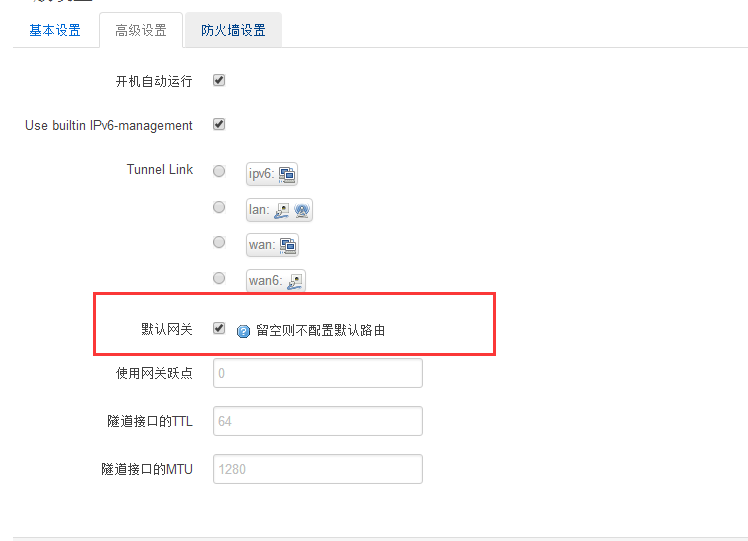 基本设置 高级设置 防火墙设置
开机自动运行
Use builtin IPv6-management
Tunnel Link ipv6:
lan:
wan:
wan6:
默认网关 留空则不配置默认路由
使用网关跃点 0
隧道接口的TTL 64
隧道接口的MTU 1280